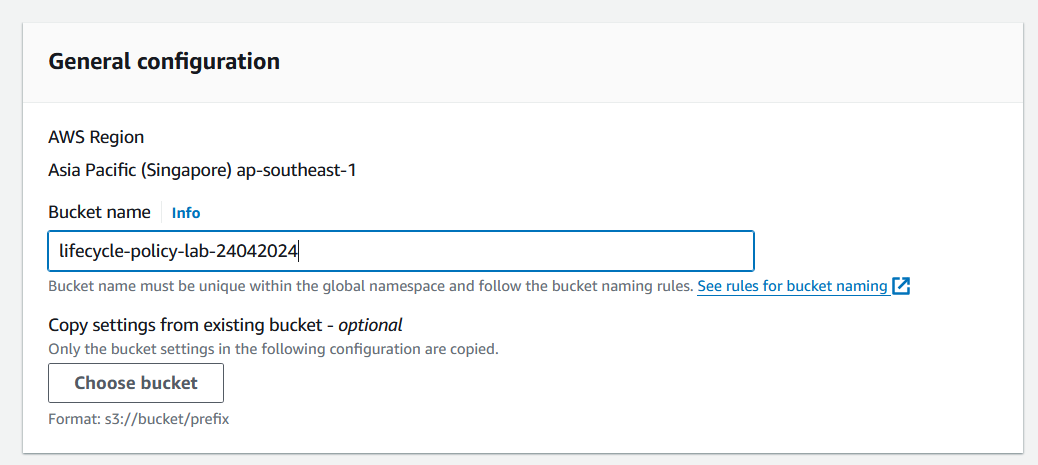 General configuration
AWS Region
Asia Pacific (Singapore) ap-southeast-1
Bucket name Info
lifecycle-policy-lab-24042024
Bucket name must be unique within the global namespace and follow the bucket naming rules. See rules for bucket naming
Copy settings from existing bucket - optional
Only the bucket settings in the following configuration are copied.
Choose bucket
Format: s3://bucket/prefix